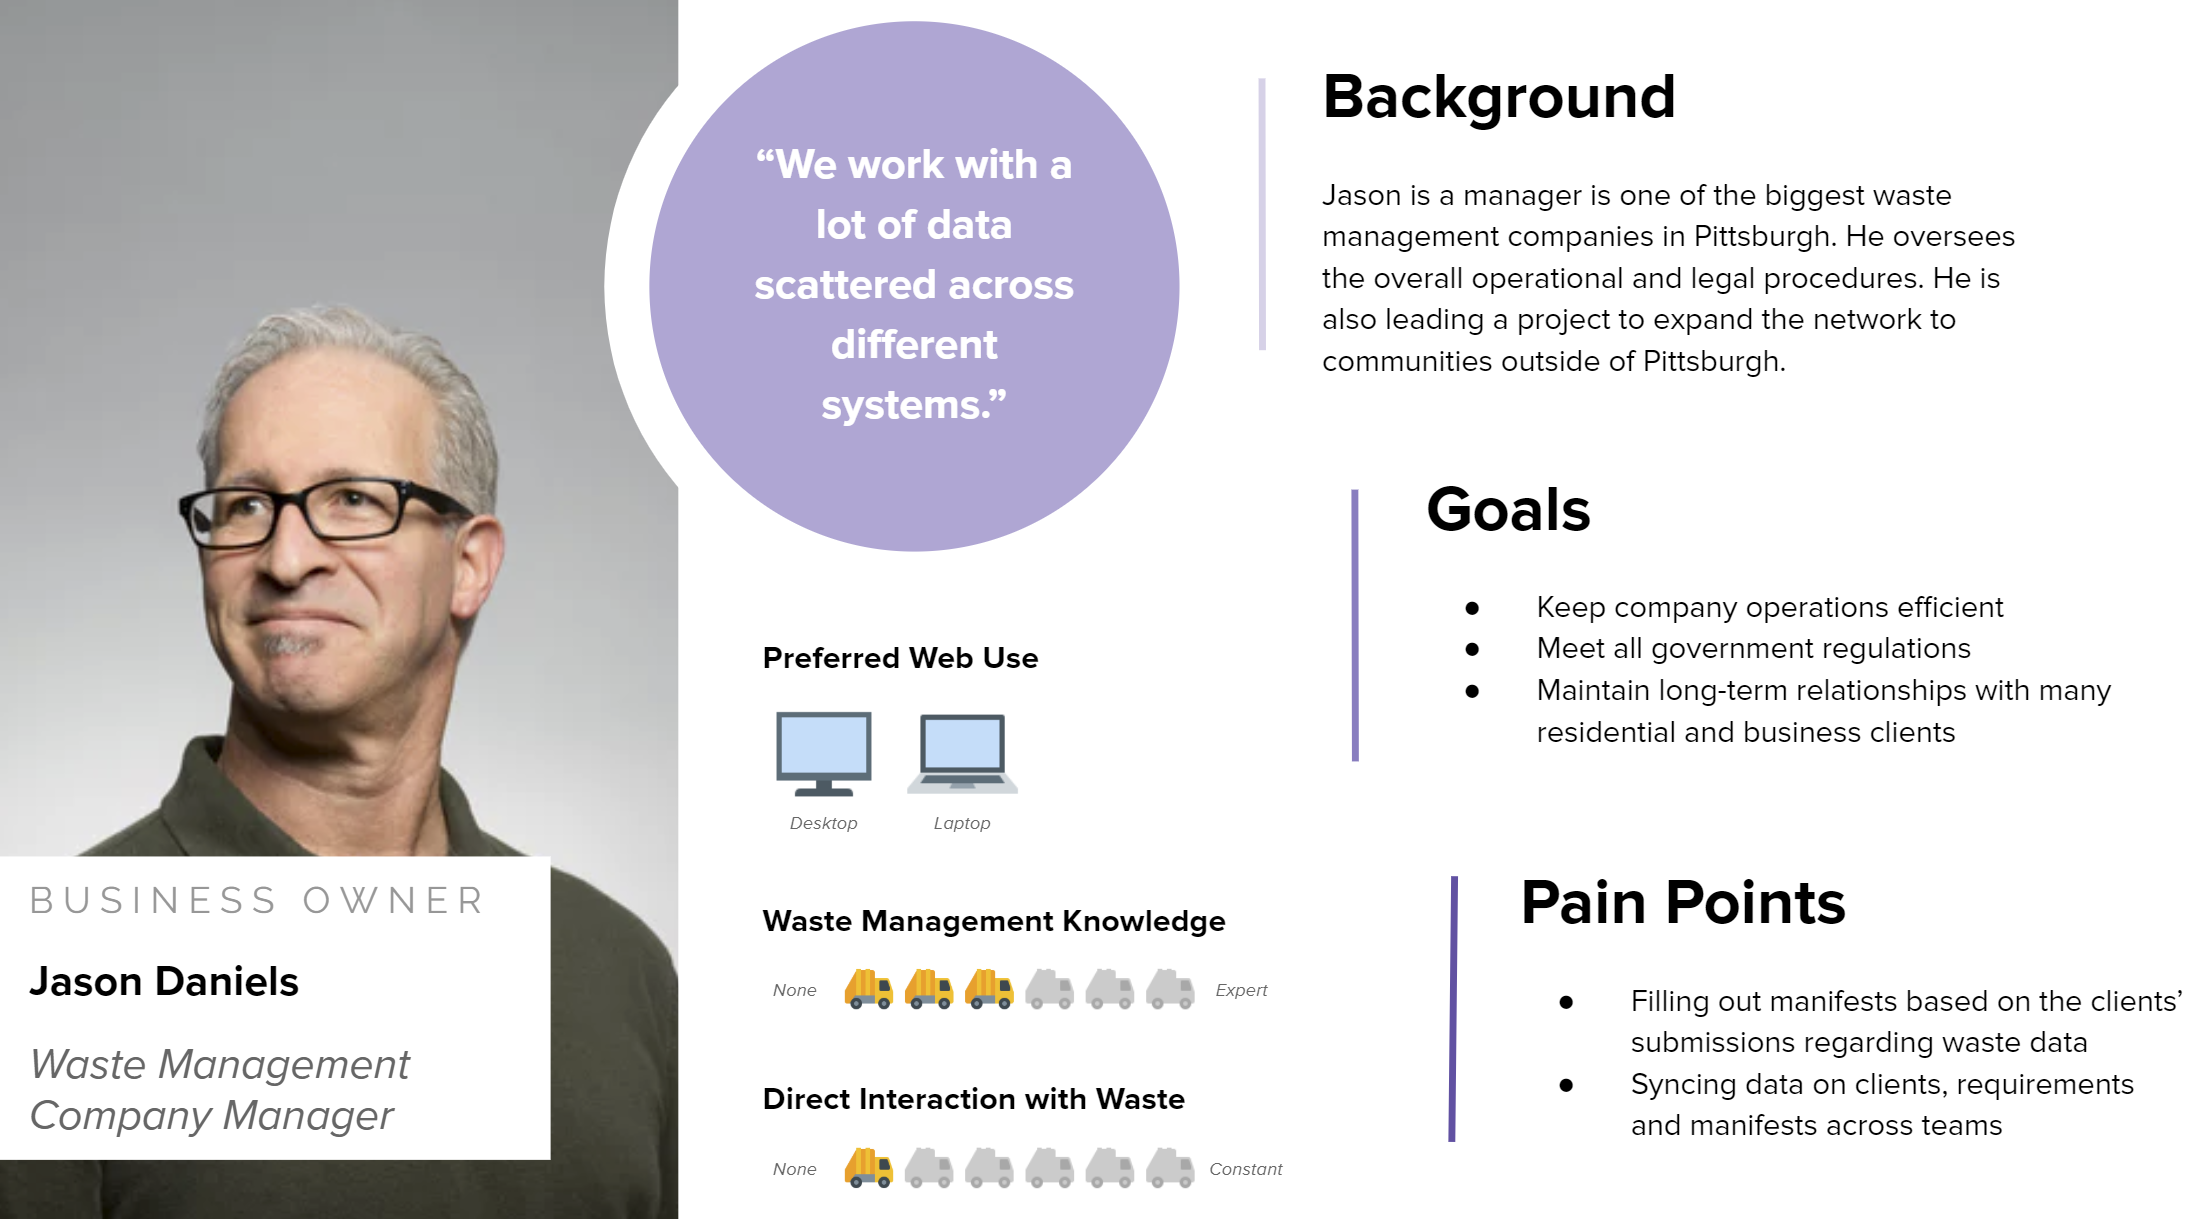 “We work with a
lot of data
scattered across
different
systems.”
BUSINESS OWNER
Jason Daniels
Waste Management
Company Manager
Preferred Web Use
Desktop
Laptop
Waste Management Knowledge
None
Expert
Direct Interaction with Waste
None
Constant
Background
Jason is a manager is one of the biggest waste
management companies in Pittsburgh. He oversees
the overall operational and legal procedures. He is
also leading a project to expand the network to
communities outside of Pittsburgh.
Goals
● Keep company operations efficient
● Meet all government regulations
● Maintain long-term relationships with many
residential and business clients
Pain Points
● Filling out manifests based on the clients’
submissions regarding waste data
● Syncing data on clients, requirements
and manifests across teams